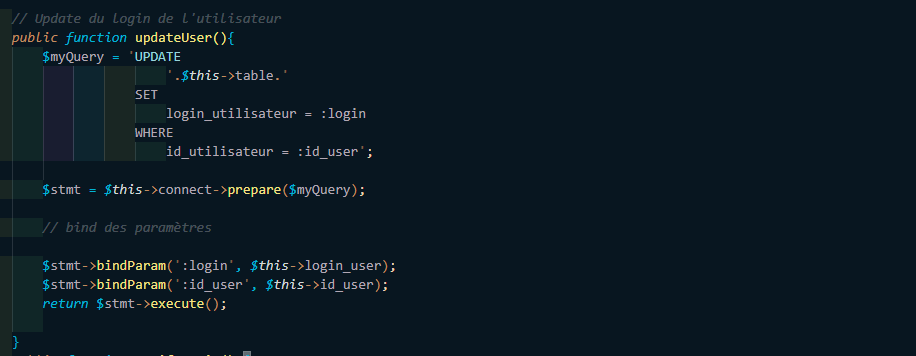 // Update du login de l'utilisateur
public function updateUser(){
$myQuery = 'UPDATE
'.$this->table.'
SET
login_utilisateur = :login
WHERE
id_utilisateur = :id_user';
$stmt = $this->connect->prepare($myQuery);
// bind des paramètres
$stmt->bindParam(':login', $this->login_user);
$stmt->bindParam(':id_user', $this->id_user);
return $stmt->execute();
}